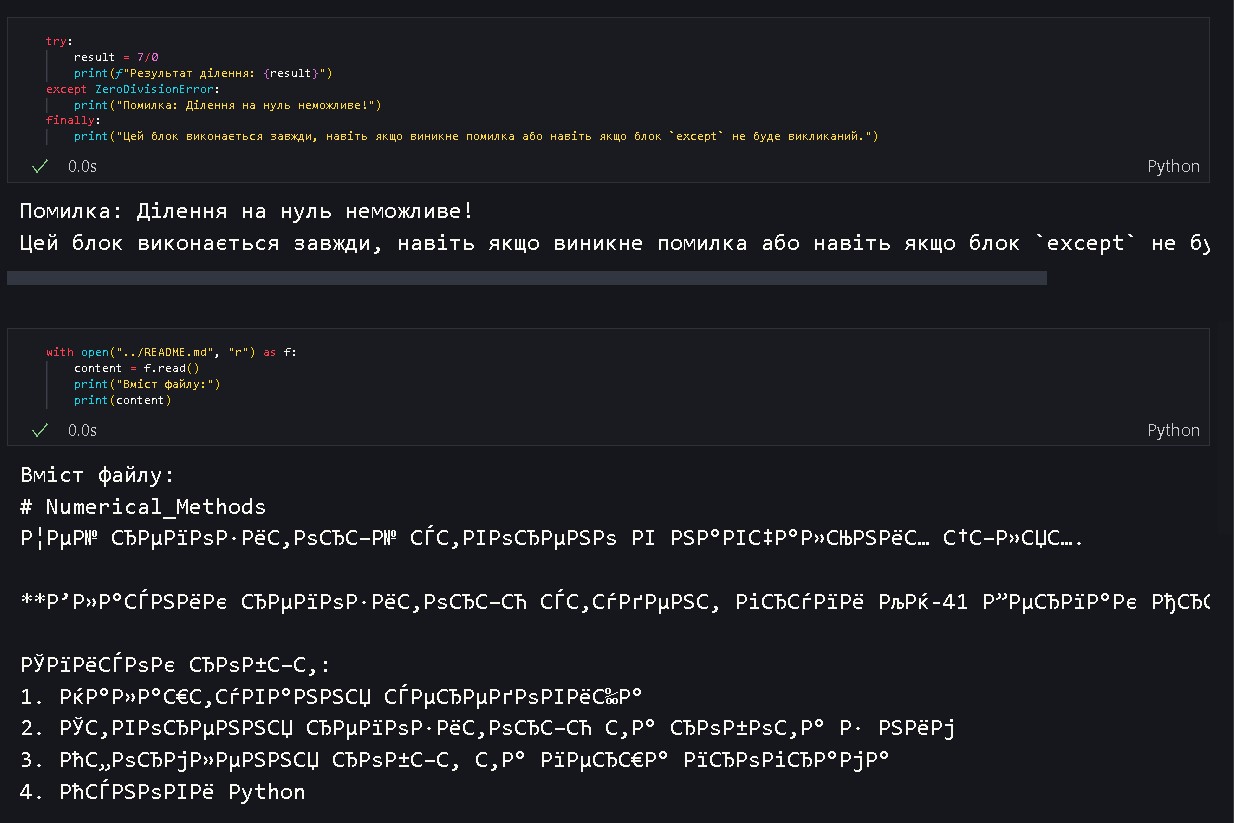 try:
result = 7/0
print(f"Результат ділення: {result}")
except ZeroDivisionError:
print("Помилка: Ділення на нуль неможливе!")
finally:
print("Цей блок виконається завжди, навіть якщо виникне помилка або навіть якщо блок `except` не буде викликаний.")
0.0s
Python
Помилка: Ділення на нуль неможливе!
Цей блок виконається завжди, навіть якщо виникне помилка або навіть якщо блок `except` не бу
with open("../README.md", "r") as f:
content = f.read()
print("Вміст файлу:")
print(content)
0.0s
Python
Вміст файлу:
# Numerical_Methods
Р¦РµР№ СЂРµРїРѕР·РёС‚РѕСЂС–Р№ СЃС‚РІРѕСЂРµРЅРѕ РІ РЅР°РІС‡Р°Р»СЊРЅРёС… С†С–Р»СЏС….
**Р’Р»Р°СЃРЅРёРє СЂРµРїРѕР·РёС‚РѕСЂС–СЋ СЃС‚СѓРґРµРЅС‚ РіСЂСѓРїРё РљРќ-41 Р”РµСЂРїР°Рє РђСЂС
РЎРїРёСЃРѕРє СЂРѕР±С–С‚:
1. РќР°Р»Р°С€С‚СѓРІР°РЅРЅСЏ СЃРµСЂРµРґРѕРІРёС‰Р°
2. РЎС‚РІРѕСЂРµРЅРЅСЏ СЂРµРїРѕР·РёС‚РѕСЂС–СЋ С‚Р° СЂРѕР±РѕС‚Р° Р· РЅРёРј
3. РћС„РѕСЂРјР»РµРЅРЅСЏ СЂРѕР±С–С‚ С‚Р° РїРµСЂС€Р° РїСЂРѕРіСЂР°РјР°
4. РћСЃРЅРѕРІРё Python